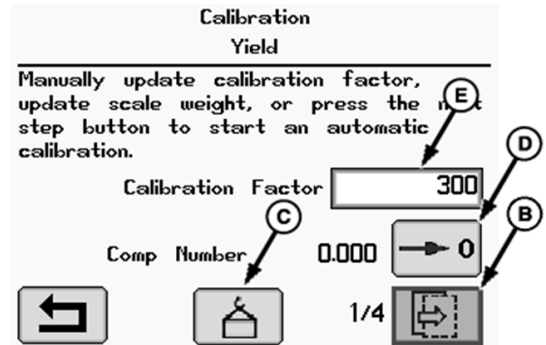 Calibration
Yield
Manually update calibration factor,
update scale weight, or press the
step button to start an automatic
calibration.
E
D
Calibration Factor 300
C
B
Comp Number 0.000 0
1/4